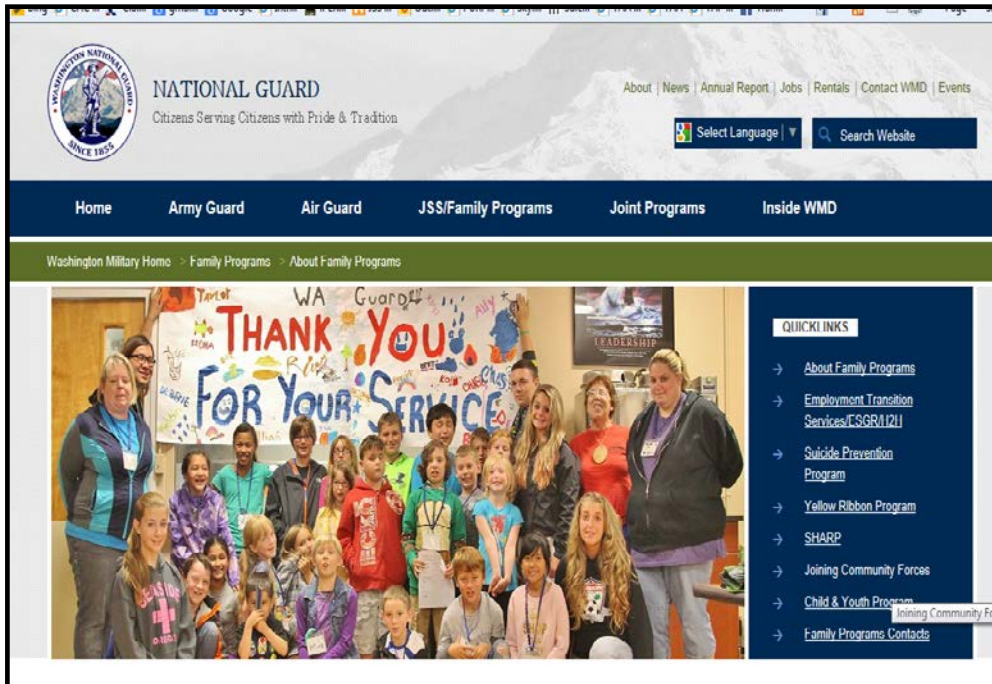 WASHINGTON NATIONAL GUARD
SINCE 1855
NATIONAL GUARD
Citizens Serving Citizens with Pride & Tradition
About | News | Annual Report | Jobs | Rentals | Contact WMD | Events
Select Language | ▼
Search Website
Home Army Guard Air Guard JSS/Family Programs Joint Programs Inside WMD
Washington Military Home > Family Programs > About Family Programs
TAYLOR
WA Guard
Ally
THANK YOU
FOR YOUR SERVICE
LEADERSHIP
QUICKLINKS
→ About Family Programs
→ Employment Transition
Services/ESGR/H2H
→ Suicide Prevention
Program
→ Yellow Ribbon Program
→ SHARP
→ Joining Community Forces
→ Child & Youth Program
Joining Community Fo
→ Family Programs Contacts